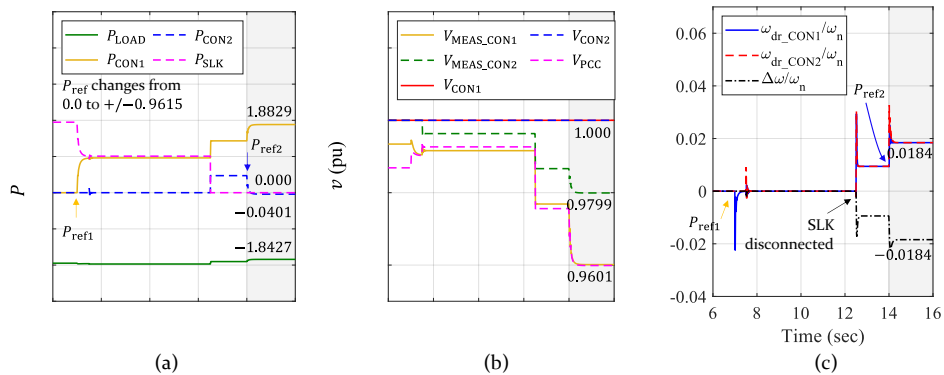 P_LOAD P_CON2
P_CON1 P_SLK
P_ref changes from
0.0 to +/−0.9615
1.8829
P_ref2
0.000
−0.0401
P_ref1
−1.8427
P
(a)
V_MEAS_CON1 V_CON2
V_MEAS_CON2 V_PCC
V_CON1
1.000
0.9799
0.9601
v (pu)
(b)
0.06
0.04
0.02
0
-0.02
-0.04
ω_dr_CON1/ω_n
ω_dr_CON2/ω_n
Δω/ω_n
P_ref2
0.0184
P_ref1
SLK
disconnected
−0.0184
6 8 10 12 14 16
Time (sec)
(c)